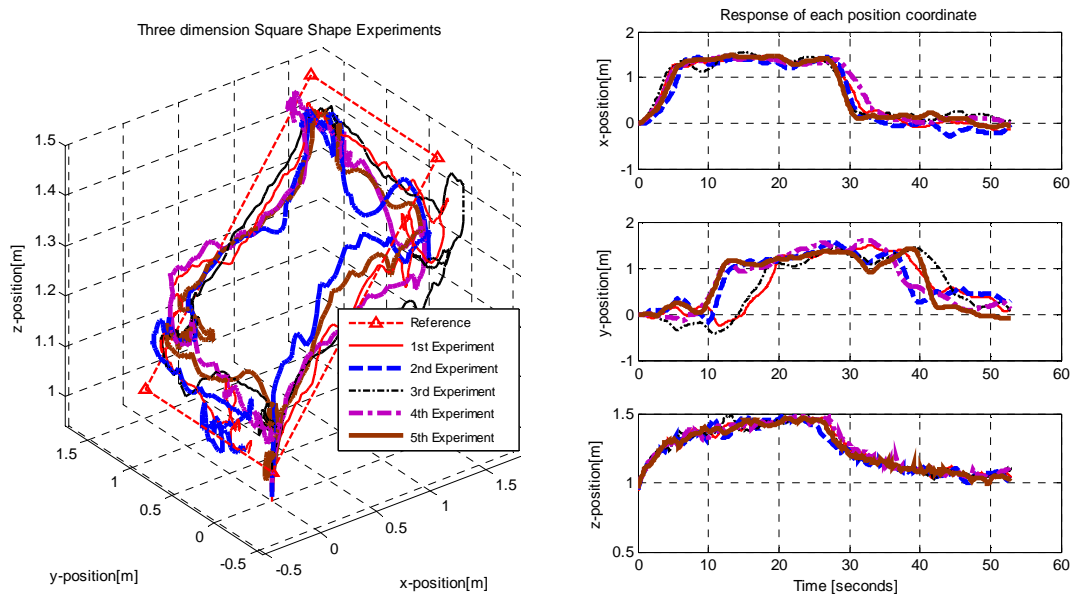 Three dimension Square Shape Experiments
1.5
1.4
1.3
1.2
1.1
1
z-position[m]
1.5
1
0.5
0
-0.5
y-position[m]
-0.5
0
0.5
1
1.5
x-position[m]
Reference
1st Experiment
2nd Experiment
3rd Experiment
4th Experiment
5th Experiment
Response of each position coordinate
2
1
0
-1
x-position[m]
0 10 20 30 40 50 60
2
1
0
-1
y-position[m]
0 10 20 30 40 50 60
1.5
1
0.5
z-position[m]
0 10 20 30 40 50 60
Time [seconds]